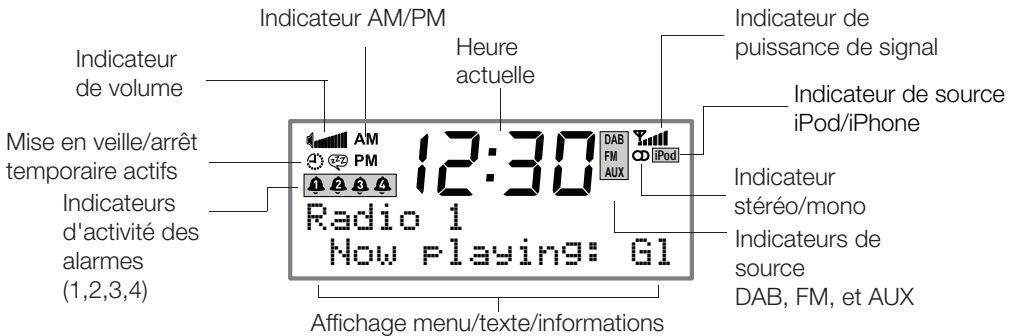 Indicateur AM/PM
Indicateur de
puissance de signal
Indicateur
de volume
Heure
actuelle
Indicateur de source
iPod/iPhone
Mise en veille/arrêt
temporaire actifs
AM
PM
12:30
DAB
FM
AUX
iPod
1 2 3 4
Radio 1
Now playing: Gl
Indicateurs
d'activité des
alarmes
(1,2,3,4)
Indicateur
stéréo/mono
Indicateurs de
source
DAB, FM, et AUX
Affichage menu/texte/informations